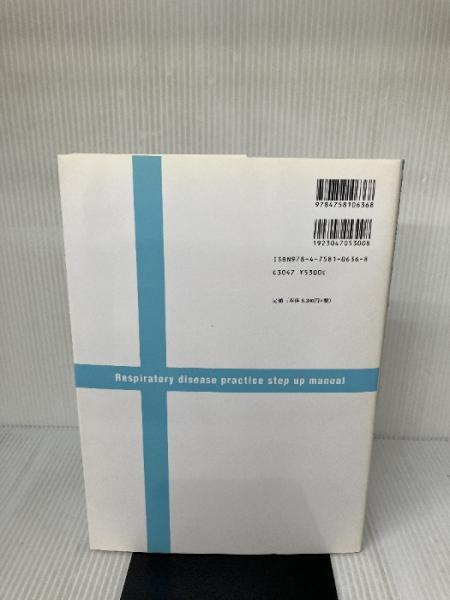 9784758106368
1923047053008
ISBN978-4-7581-0636-8
C3047 ¥5300E
定価（本体5,300円+税）
Respiratory disease practice step up manual